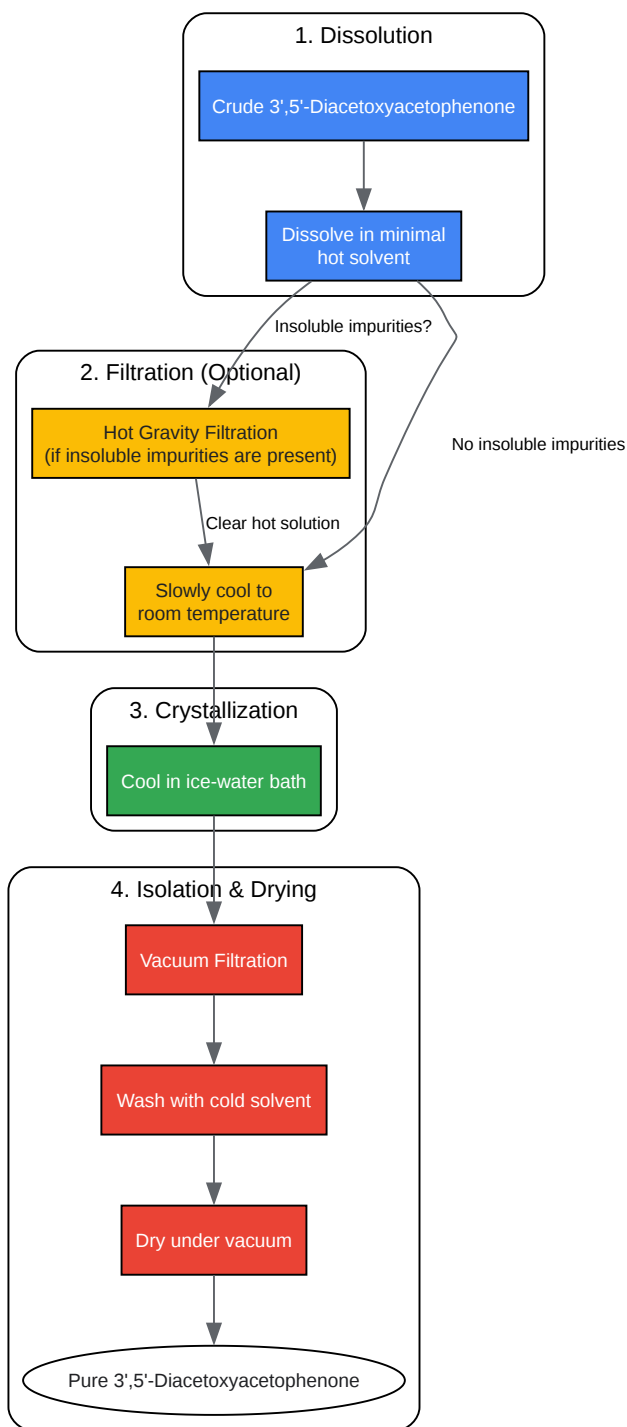 1. Dissolution
Crude 3',5'-Diacetoxyacetophenone
Dissolve in minimal
hot solvent
Insoluble impurities?
2. Filtration (Optional)
Hot Gravity Filtration
(if insoluble impurities are present)
No insoluble impurities
Clear hot solution
Slowly cool to
room temperature
3. Crystallization
Cool in ice-water bath
4. Isolation & Drying
Vacuum Filtration
Wash with cold solvent
Dry under vacuum
Pure 3',5'-Diacetoxyacetophenone